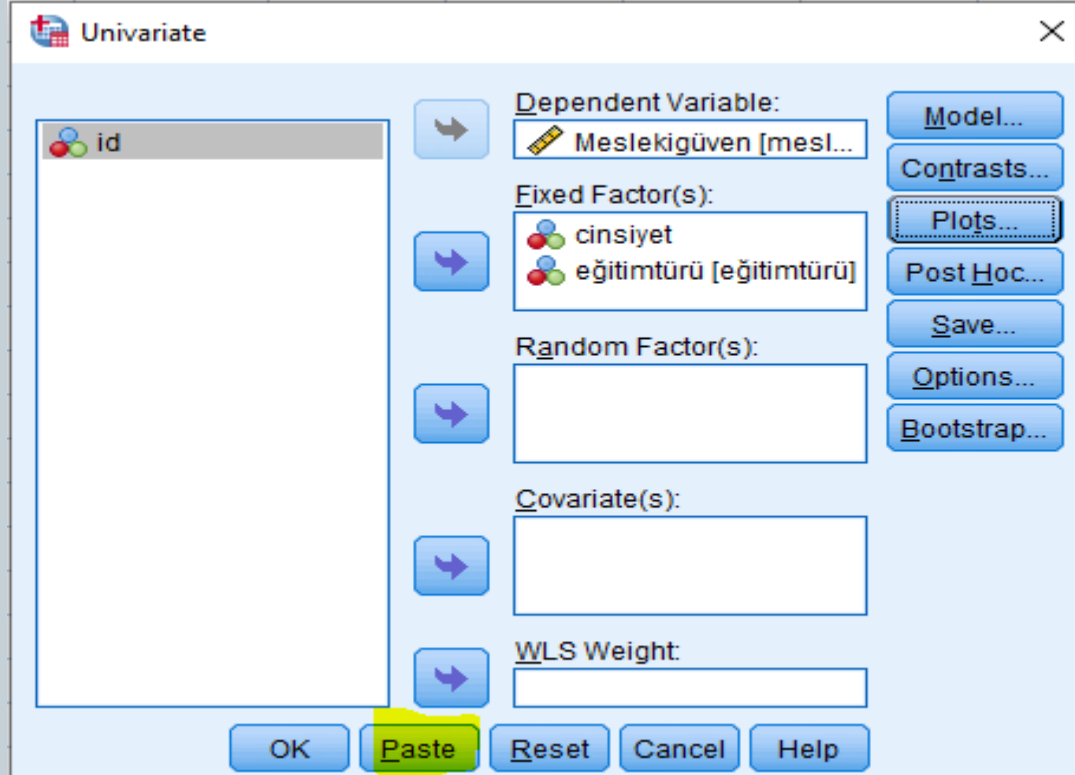 Univariate
id
Dependent Variable:
Meslekigüven [mesl...
Fixed Factor(s):
cinsiyet
eğitimtürü [eğitimtürü]
Random Factor(s):
Covariate(s):
WLS Weight:
Model...
Contrasts...
Plots...
Post Hoc...
Save...
Options...
Bootstrap...
OK Paste Reset Cancel Help